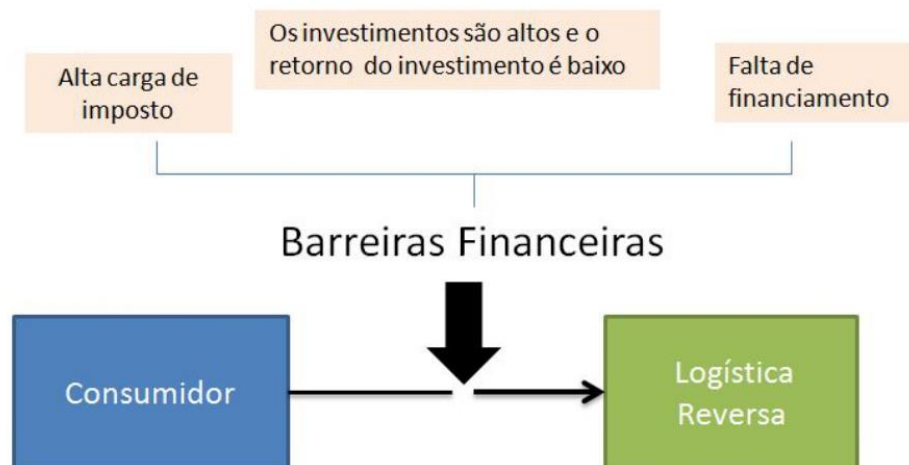 Os investimentos são altos e o
retorno do investimento é baixo
Alta carga de
imposto
Falta de
financiamento
Barreiras Financeiras
Consumidor
Logística
Reversa